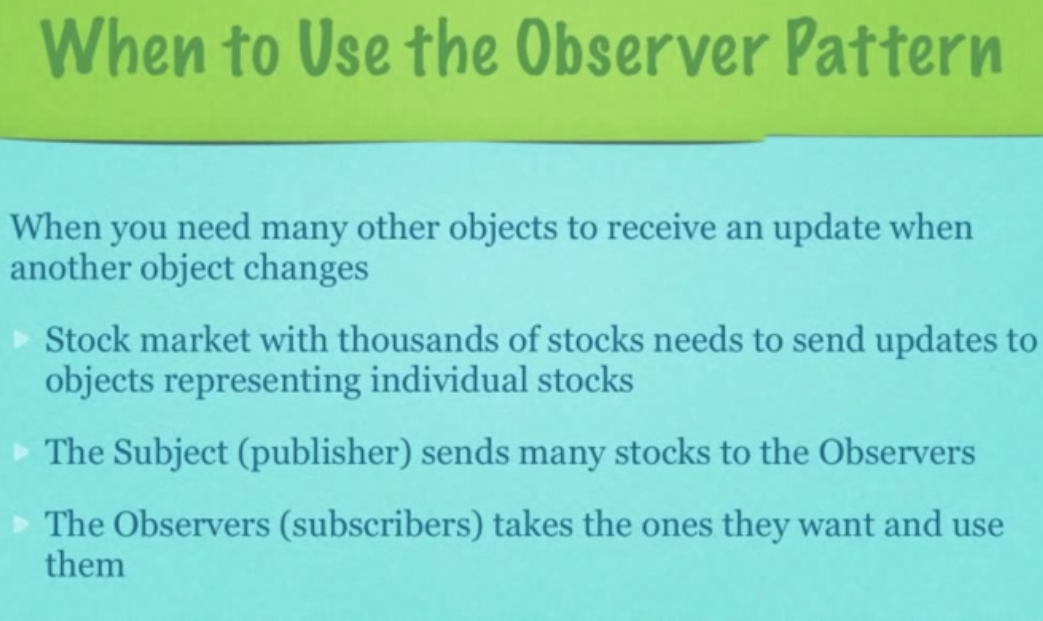 When to Use the Observer Pattern
When you need many other objects to receive an update when
another object changes
Stock market with thousands of stocks needs to send updates to
objects representing individual stocks
The Subject (publisher) sends many stocks to the Observers
The Observers (subscribers) takes the ones they want and use
them